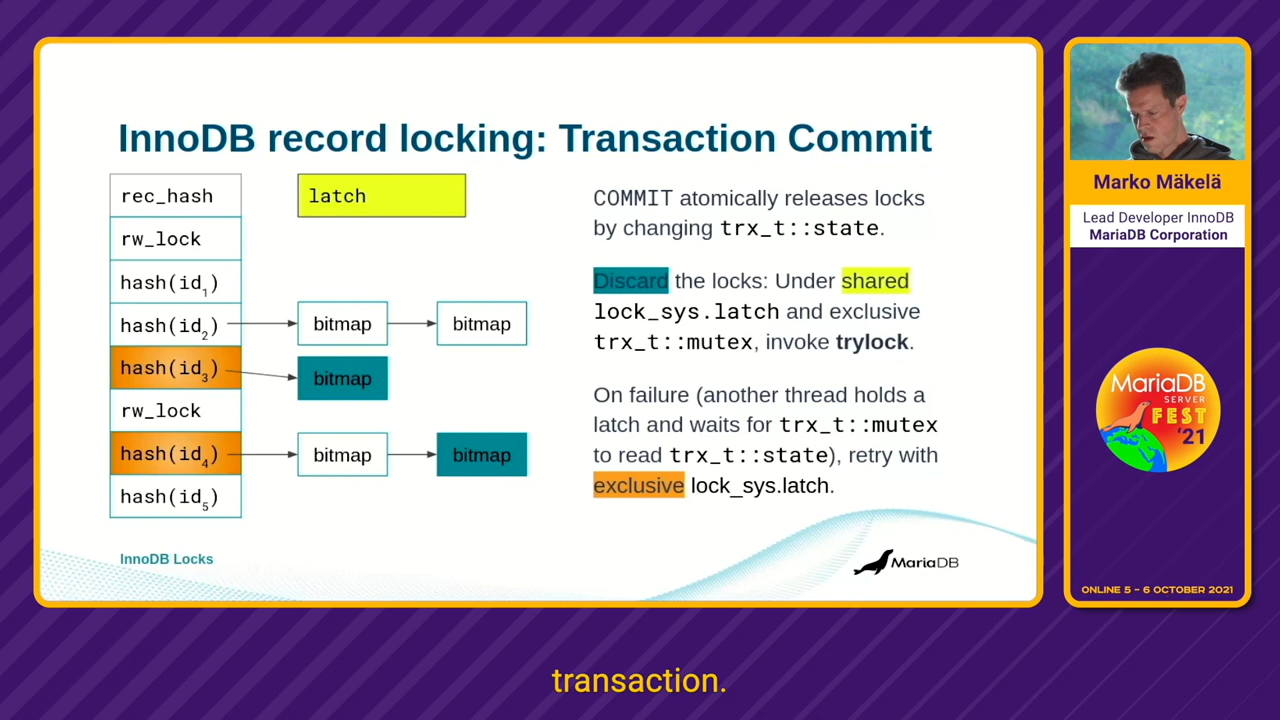 InnoDB record locking: Transaction Commit
rec_hash
rw_lock
hash(id1)
hash(id2)
hash(id3)
rw_lock
hash(id4)
hash(id5)
latch
bitmap
bitmap
bitmap
bitmap
bitmap
COMMIT atomically releases locks
by changing trx_t::state.
Discard the locks: Under shared
lock_sys.latch and exclusive
trx_t::mutex, invoke trylock.
On failure (another thread holds a
latch and waits for trx_t::mutex
to read trx_t::state), retry with
exclusive lock_sys.latch.
InnoDB Locks
MariaDB
Marko Mäkelä
Lead Developer InnoDB
MariaDB Corporation
MariaDB
SERVER
FEST
'21
ONLINE 5 – 6 OCTOBER 2021
transaction.